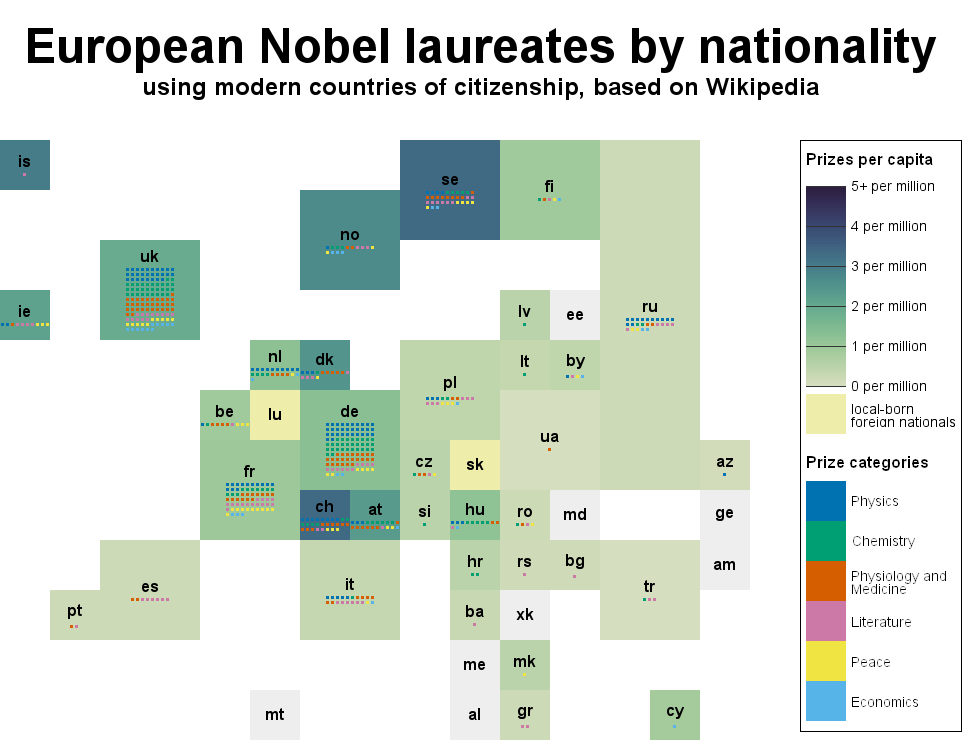 European Nobel laureates by nationality
using modern countries of citizenship, based on Wikipedia
is
se
fi
no
uk
ie
lv
ee
ru
nl
dk
lt
by
pl
be
lu
de
ua
fr
cz
sk
az
ch
at
si
hu
ro
md
ge
hr
rs
bg
am
es
it
tr
pt
ba
xk
me
mk
mt
al
gr
cy
Prizes per capita
5+ per million
4 per million
3 per million
2 per million
1 per million
0 per million
local-born
foreign nationals
Prize categories
Physics
Chemistry
Physiology and
Medicine
Literature
Peace
Economics